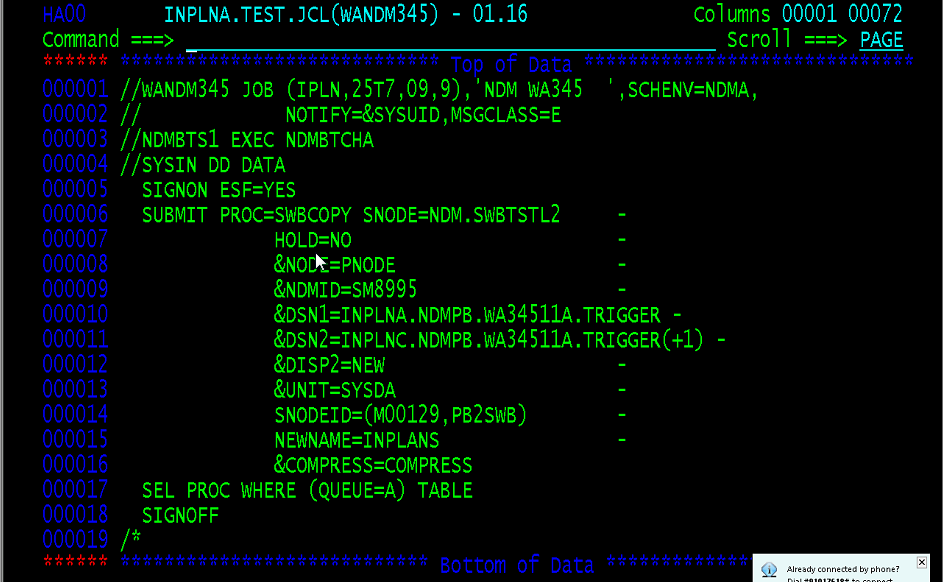 HA00 INPLNA.TEST.JCL(WANDM345) - 01.16 Columns 00001 00072
Command ===> Scroll ===> PAGE
****** **************************** Top of Data ******************************
000001 //WANDM345 JOB (IPLN,25T7,09,9),'NDM WA345  ',SCHENV=NDMA,
000002 //             NOTIFY=&SYSUID,MSGCLASS=E
000003 //NDMBTS1 EXEC NDMBTCHA
000004 //SYSIN DD DATA
000005   SIGNON ESF=YES
000006   SUBMIT PROC=SWBCOPY SNODE=NDM.SWBTSTL2     -
000007               HOLD=NO                        -
000008               &NODE=PNODE                    -
000009               &NDMID=SM8995                  -
000010               &DSN1=INPLNA.NDMPB.WA34511A.TRIGGER -
000011               &DSN2=INPLNC.NDMPB.WA34511A.TRIGGER(+1) -
000012               &DISP2=NEW                     -
000013               &UNIT=SYSDA                    -
000014               SNODEID=(M00129,PB2SWB)        -
000015               NEWNAME=INPLANS                -
000016               &COMPRESS=COMPRESS
000017   SEL PROC WHERE (QUEUE=A) TABLE
000018   SIGNOFF
000019 /*
****** **************************** Bottom of Data *************
Already connected by phone?
to connect